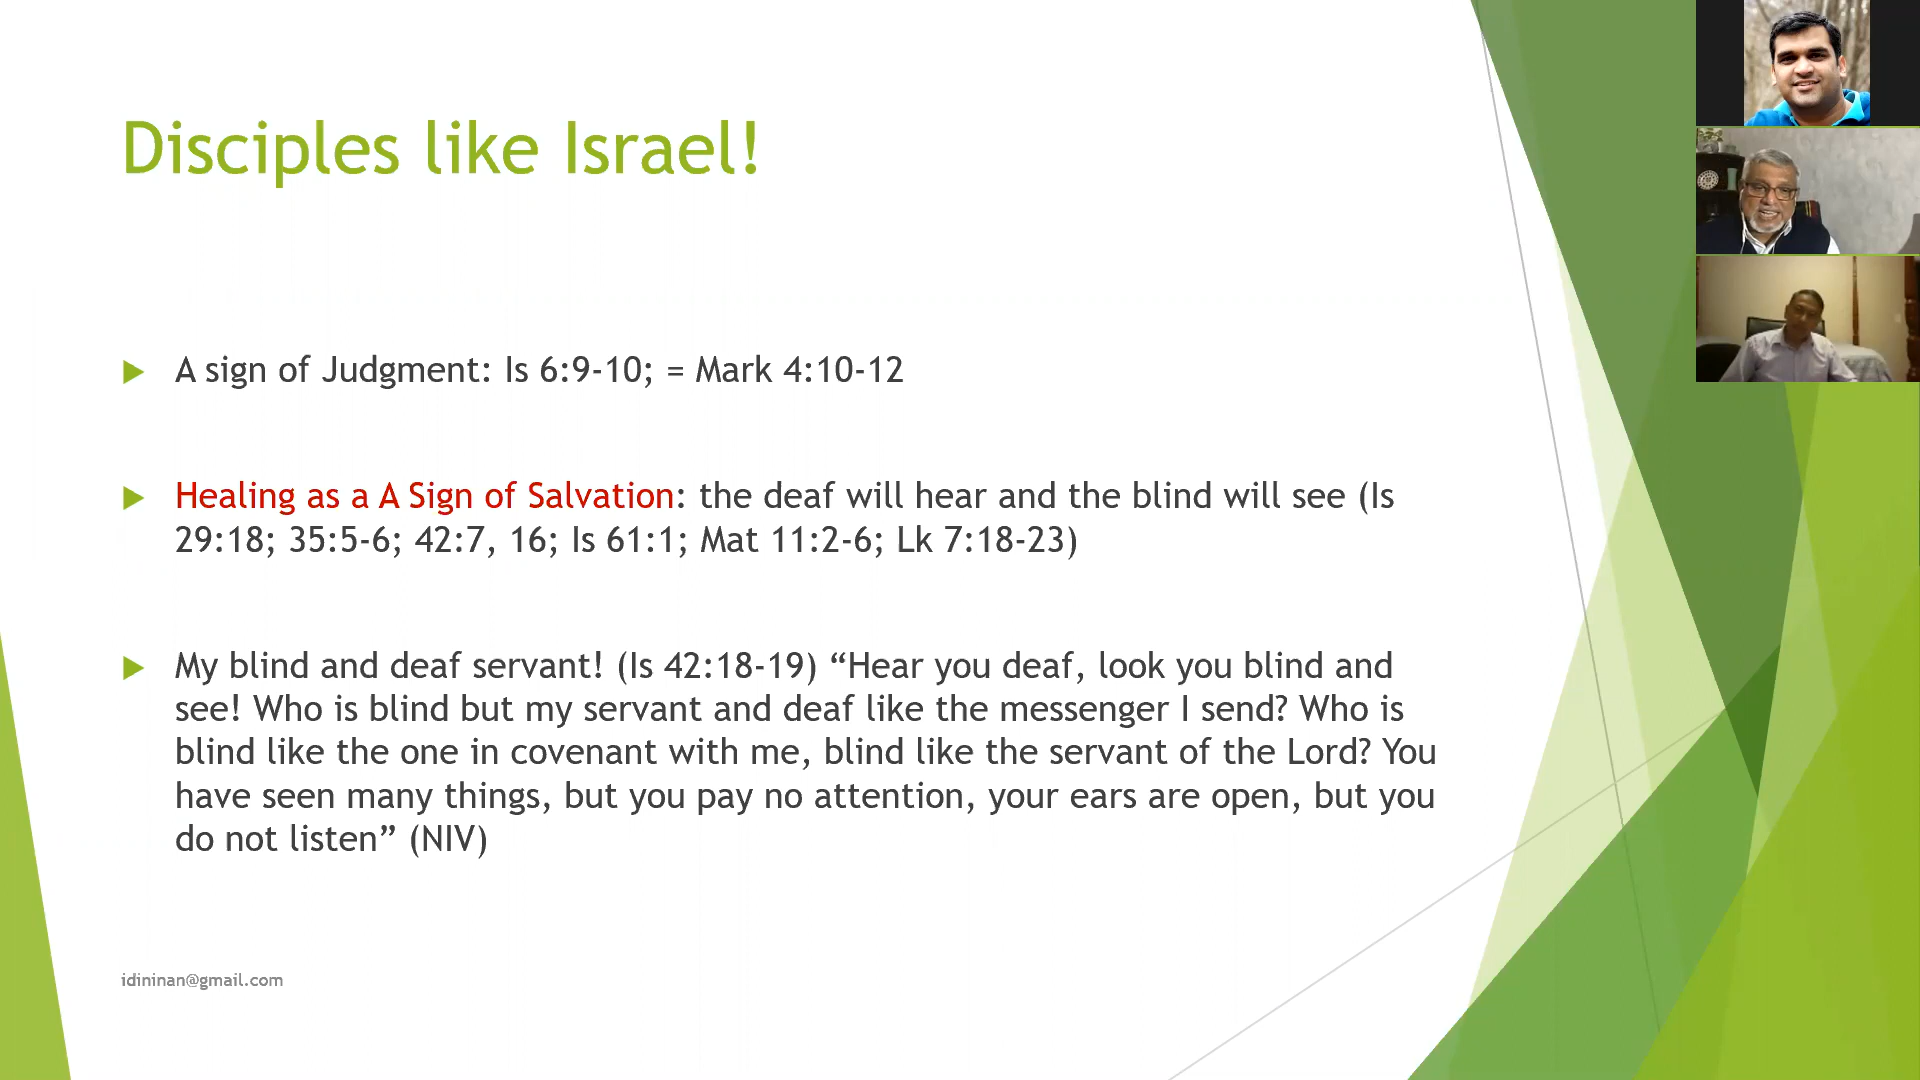 Disciples like Israel!
A sign of Judgment: Is 6:9-10; = Mark 4:10-12
Healing as a A Sign of Salvation: the deaf will hear and the blind will see (Is
29:18; 35:5-6; 42:7, 16; Is 61:1; Mat 11:2-6; Lk 7:18-23)
My blind and deaf servant! (Is 42:18-19) “Hear you deaf, look you blind and
see! Who is blind but my servant and deaf like the messenger I send? Who is
blind like the one in covenant with me, blind like the servant of the Lord? You
have seen many things, but you pay no attention, your ears are open, but you
do not listen” (NIV)
idininan@gmail.com